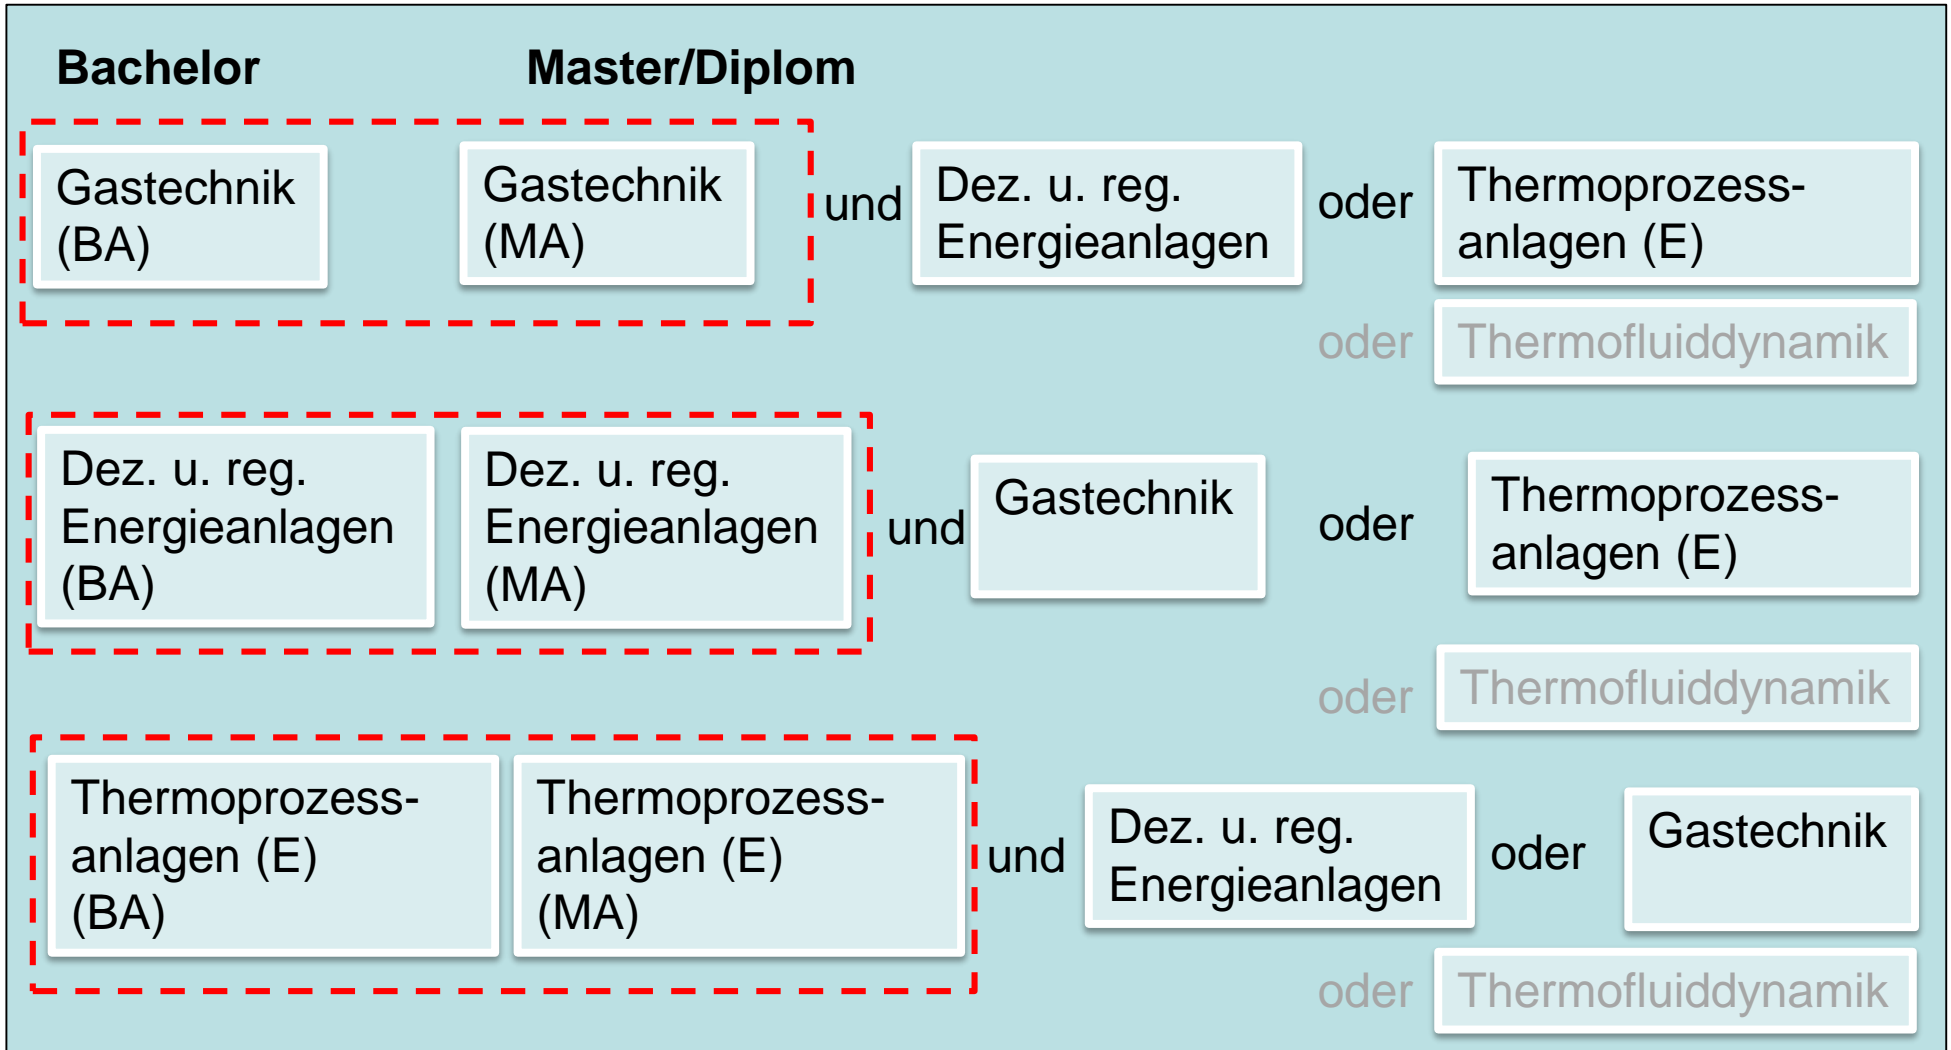 Bachelor Master/Diplom
Gastechnik
(BA)
Gastechnik
(MA)
und
Dez. u. reg.
Energieanlagen
oder
Thermoprozess-
anlagen (E)
oder
Thermofluiddynamik
Dez. u. reg.
Energieanlagen
(BA)
Dez. u. reg.
Energieanlagen
(MA)
und
Gastechnik
oder
Thermoprozess-
anlagen (E)
oder
Thermofluiddynamik
Thermoprozess-
anlagen (E)
(BA)
Thermoprozess-
anlagen (E)
(MA)
und
Dez. u. reg.
Energieanlagen
oder
Gastechnik
oder
Thermofluiddynamik